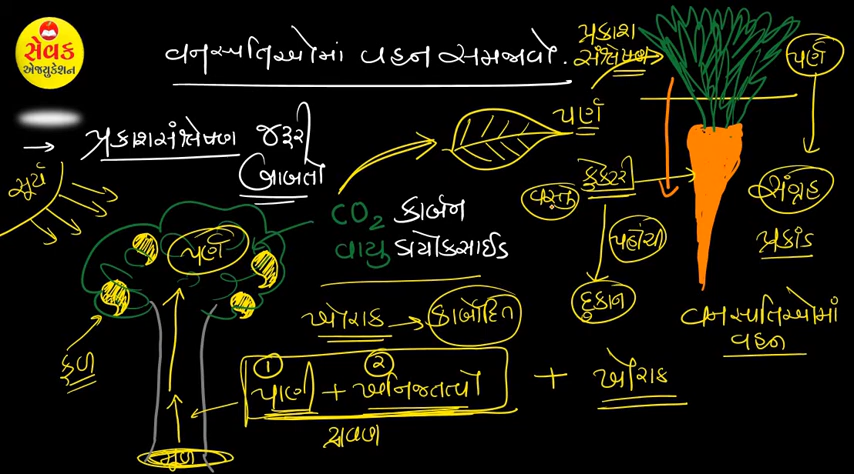 સેવક
એજ્યુકેશન
વનસ્પતિઓમાં વહન સમજાવો.
પ્રકાશ
સંશ્લેષણ
પર્ણ
→ પ્રકાશસંશ્લેષણ જરૂરી
બાબતો
સૂર્ય
પર્ણ
ફેક્ટરી
વસ્તુ
સંગ્રહ
પ્રકાંડ
CO2 કાર્બન
વાયુ ડાયોક્સાઈડ
પર્ણ
પહોંચી
દુકાન
ખોરાક → કાર્બોદિત
વનસ્પતિઓમાં
વહન
ફળ
① ②
પાણી + ખનિજતત્વો + ખોરાક
દ્રાવણ
મૂળ